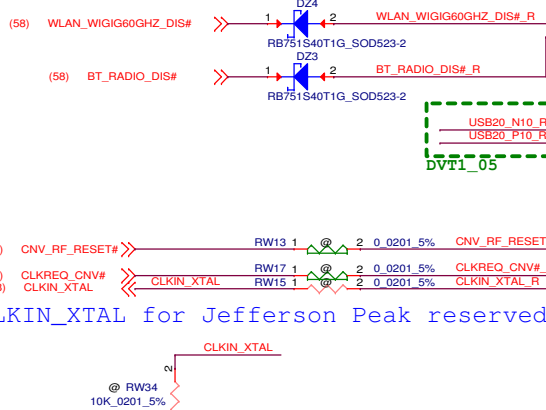 DZ4
(58) WLAN_WIGIG60GHZ_DIS# 1 2 WLAN_WIGIG60GHZ_DIS#_R
RB751S40T1G_SOD523-2
DZ3
(58) BT_RADIO_DIS# 1 2 BT_RADIO_DIS#_R
RB751S40T1G_SOD523-2
USB20_N10_R
USB20_P10_R
DVT1_05
) CNV_RF_RESET# RW13 1 @ 2 0_0201_5% CNV_RF_RESET
) CLKREQ_CNV# RW17 1 @ 2 0_0201_5% CLKREQ_CNV#_
) CLKIN_XTAL CLKIN_XTAL RW15 1 @ 2 0_0201_5% CLKIN_XTAL_R
LKIN_XTAL for Jefferson Peak reserved
CLKIN_XTAL
2
@ RW34
10K_0201_5%